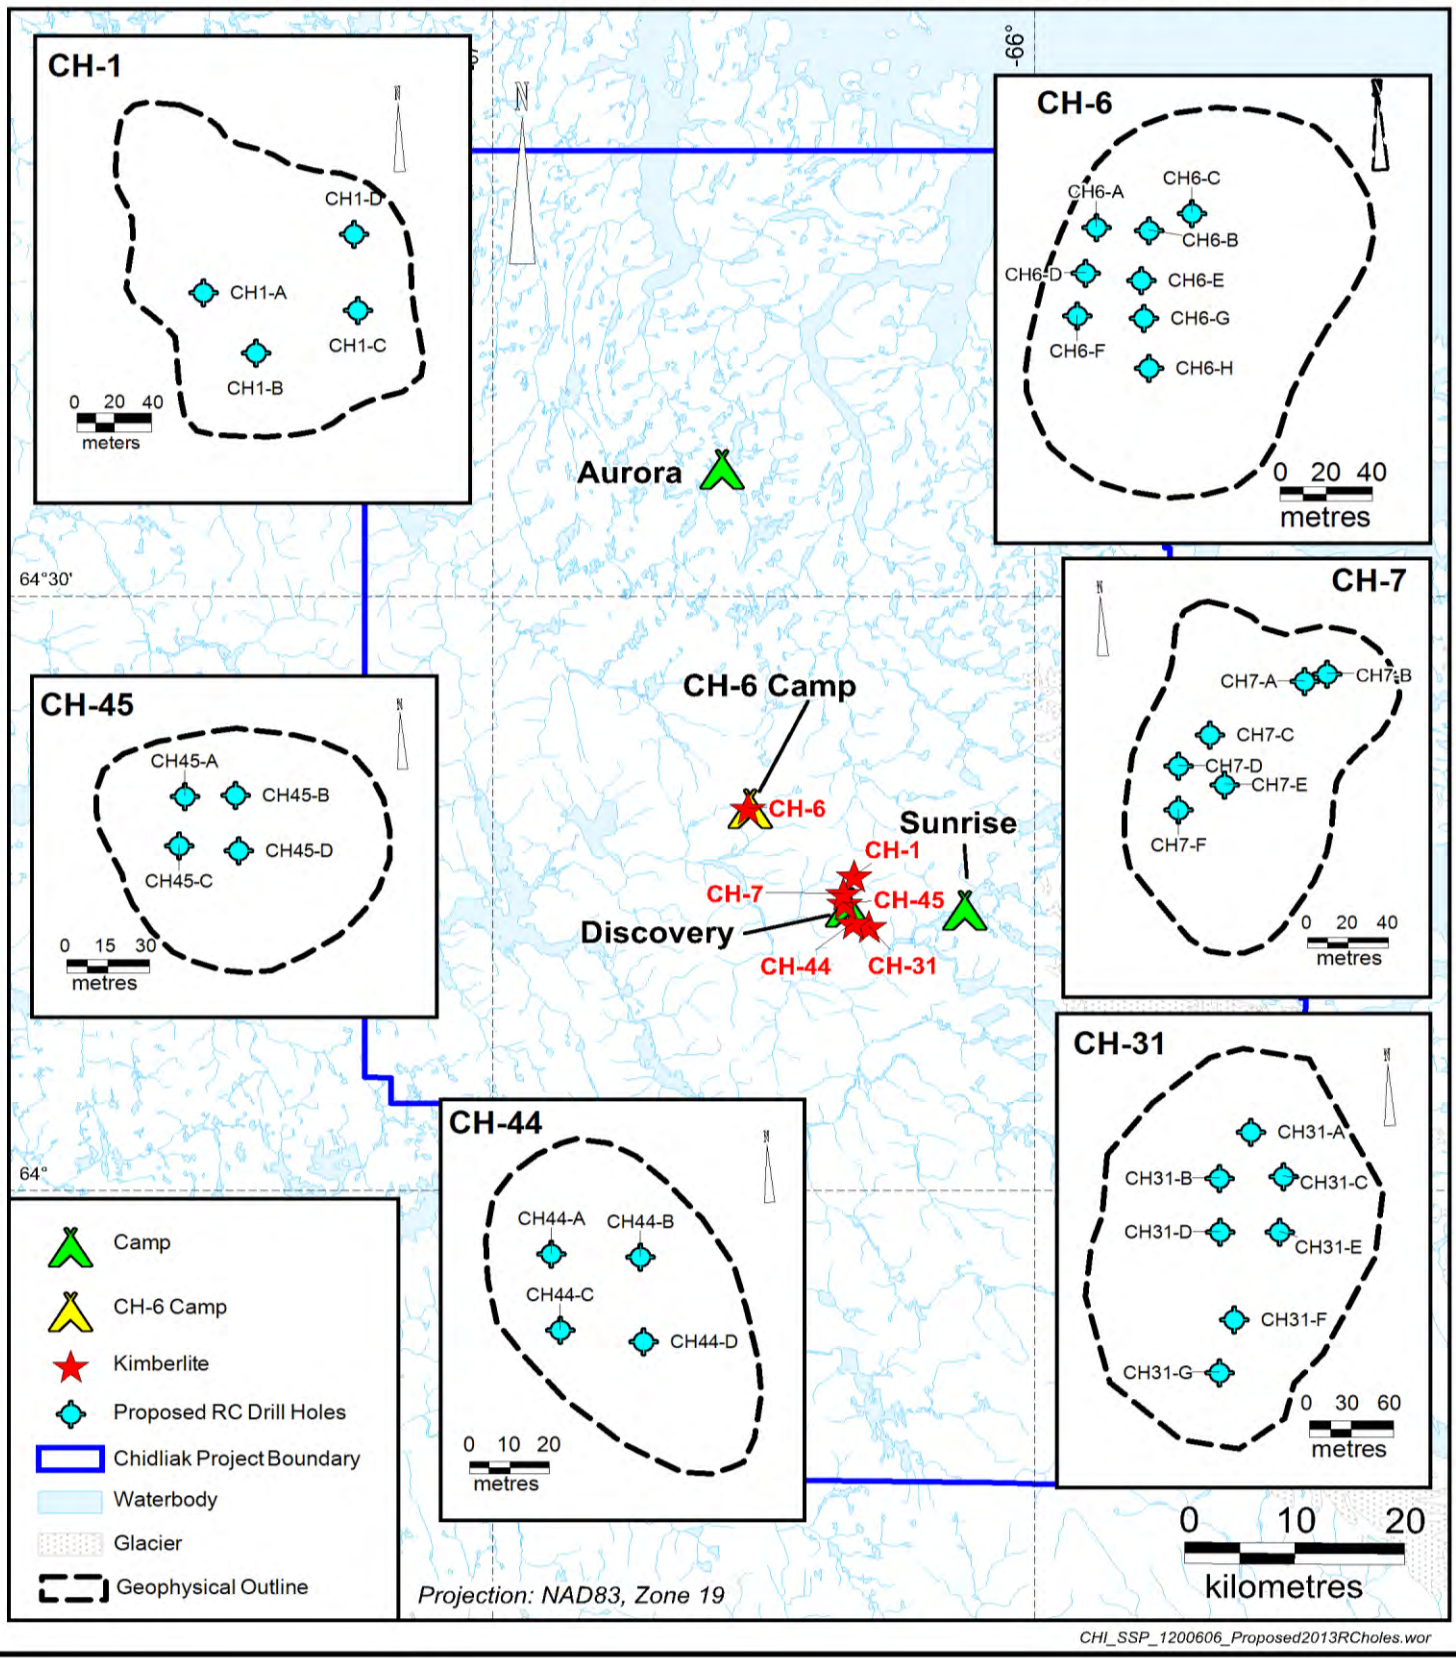 CH-1
N
CH1-D
CH1-A
CH1-C
CH1-B
0 20 40
meters
N
-66°
CH-6
N
CH6-C
CH6-A
CH6-B
CH6-D
CH6-E
CH6-G
CH6-F
CH6-H
0 20 40
metres
Aurora
64°30'
CH-7
N
CH7-A
CH7-B
CH7-C
CH7-D
CH7-E
CH7-F
0 20 40
metres
CH-45
N
CH45-A
CH45-B
CH45-D
CH45-C
0 15 30
metres
CH-6 Camp
CH-6
Sunrise
CH-1
CH-7
CH-45
Discovery
CH-44
CH-31
CH-31
N
CH31-A
CH31-B
CH31-C
CH31-D
CH31-E
CH31-F
CH31-G
0 30 60
metres
CH-44
N
CH44-A
CH44-B
CH44-C
CH44-D
0 10 20
metres
64°
Camp
CH-6 Camp
Kimberlite
Proposed RC Drill Holes
Chidliak Project Boundary
Waterbody
Glacier
Geophysical Outline
0 10 20
kilometres
Projection: NAD83, Zone 19
CHI_SSP_1200606_Proposed2013RCholes.wor